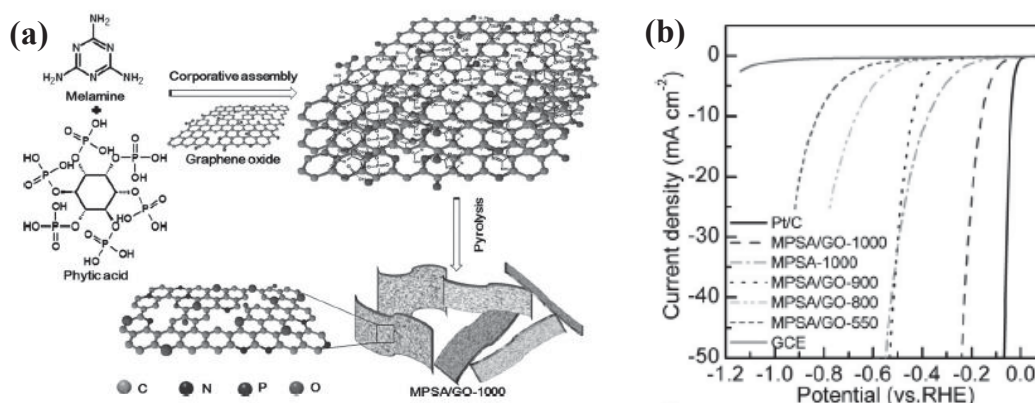 (a)
NH₂
N
N
H₂N
N
NH₂
Melamine
+
Phytic acid
Corporative assembly
Graphene oxide
Pyrolysis
MPSA/GO-1000
C
N
P
O
(b)
Current density (mA cm⁻²)
0
-10
-20
-30
-40
-50
Pt/C
MPSA/GO-1000
MPSA-1000
MPSA/GO-900
MPSA/GO-800
MPSA/GO-550
GCE
-1.2 -1.0 -0.8 -0.6 -0.4 -0.2 0.0
Potential (vs.RHE)